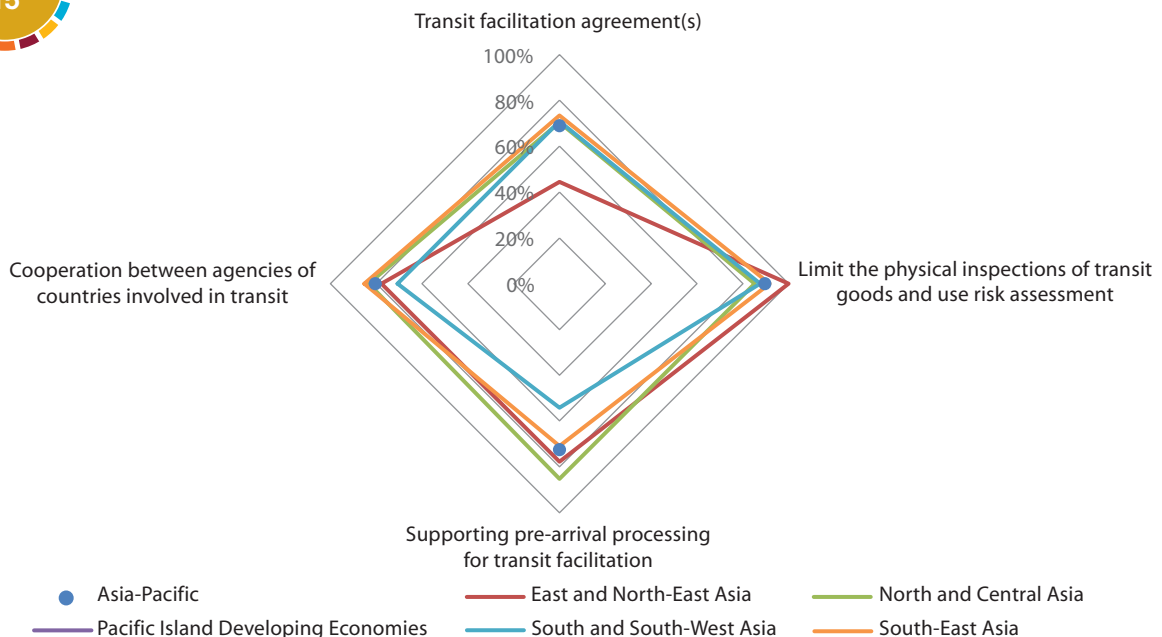 15
Transit facilitation agreement(s)
100%
80%
60%
40%
20%
0%
Cooperation between agencies of
countries involved in transit
Limit the physical inspections of transit
goods and use risk assessment
Supporting pre-arrival processing
for transit facilitation
Asia-Pacific
East and North-East Asia
North and Central Asia
Pacific Island Developing Economies
South and South-West Asia
South-East Asia